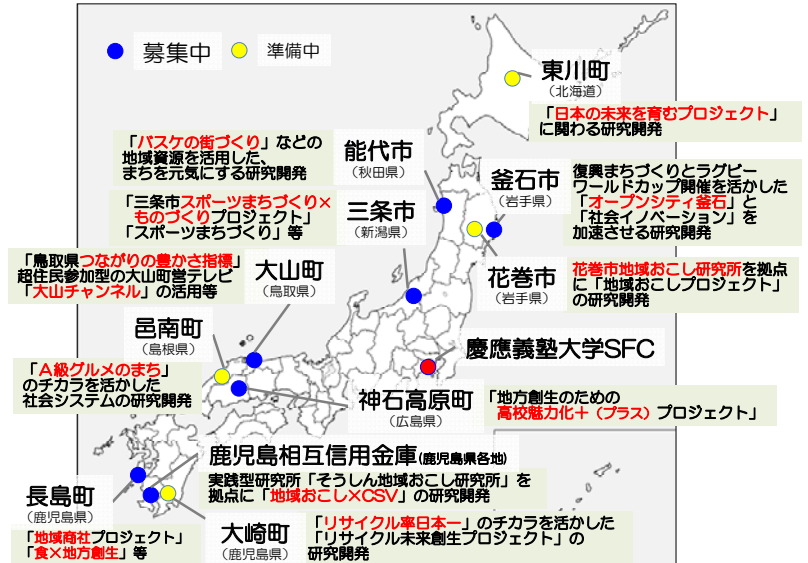 募集中 準備中
東川町
(北海道)
「日本の未来を育むプロジェクト」
に関わる研究開発
「バスケの街づくり」などの
地域資源を活用した、
まちを元気にする研究開発
能代市
(秋田県)
釜石市
(岩手県)
復興まちづくりとラグビー
ワールドカップ開催を活かした
「オープンシティ釜石」と
「社会イノベーション」を
加速させる研究開発
「三条市スポーツまちづくり×
ものづくりプロジェクト」
「スポーツまちづくり」等
三条市
(新潟県)
「鳥取県つながりの豊かさ指標」
超住民参加型の大山町営テレビ
「大山チャンネル」の活用等
大山町
(鳥取県)
花巻市
(岩手県)
花巻市地域おこし研究所を拠点
に「地域おこしプロジェクト」
の研究開発
邑南町
(島根県)
「A級グルメのまち」
のチカラを活かした
社会システムの研究開発
慶應義塾大学SFC
神石高原町
(広島県)
「地方創生のための
高校魅力化+(プラス)プロジェクト」
鹿児島相互信用金庫(鹿児島県各地)
実践型研究所「そうしん地域おこし研究所」を
拠点に「地域おこし×CSV」の研究開発
長島町
(鹿児島県)
「地域商社プロジェクト」
「食×地方創生」等
大崎町
(鹿児島県)
「リサイクル率日本一」のチカラを活かした
「リサイクル未来創生プロジェクト」の
研究開発